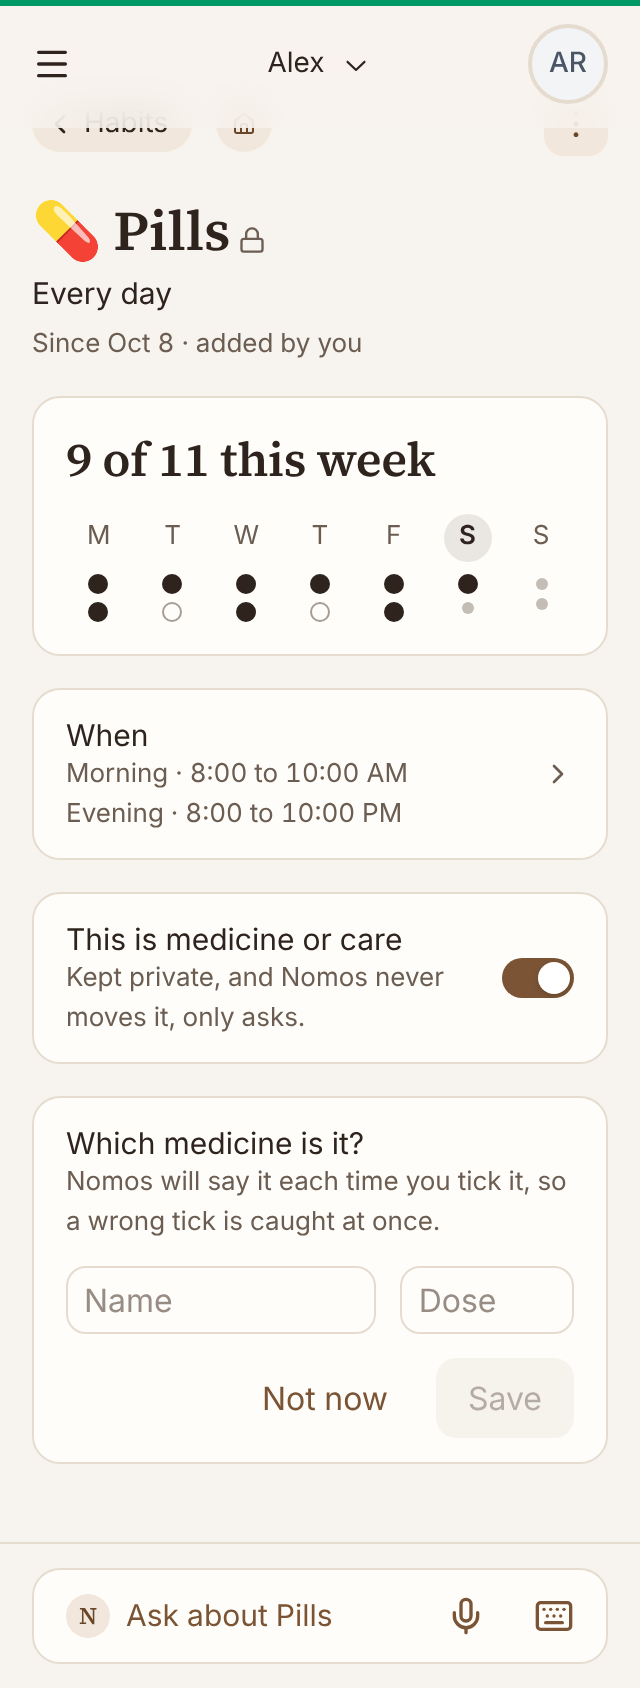 Alex
AR
Habits
Pills
Every day
Since Oct 8 · added by you
9 of 11 this week
M T W T F S S
When
Morning · 8:00 to 10:00 AM
Evening · 8:00 to 10:00 PM
This is medicine or care
Kept private, and Nomos never
moves it, only asks.
Which medicine is it?
Nomos will say it each time you tick it, so
a wrong tick is caught at once.
Name Dose
Not now Save
N Ask about Pills